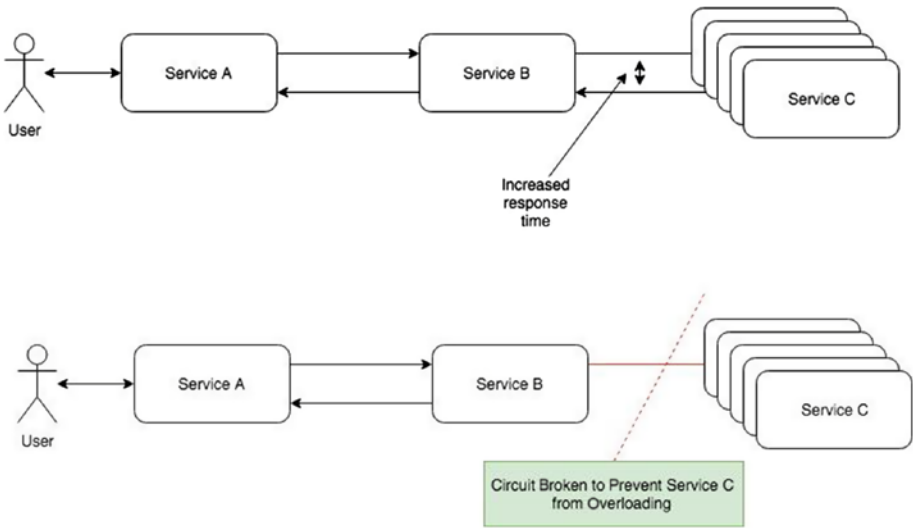 User
Service A
Service B
Service C
Increased
response
time
User
Service A
Service B
Service C
Circuit Broken to Prevent Service C
from Overloading